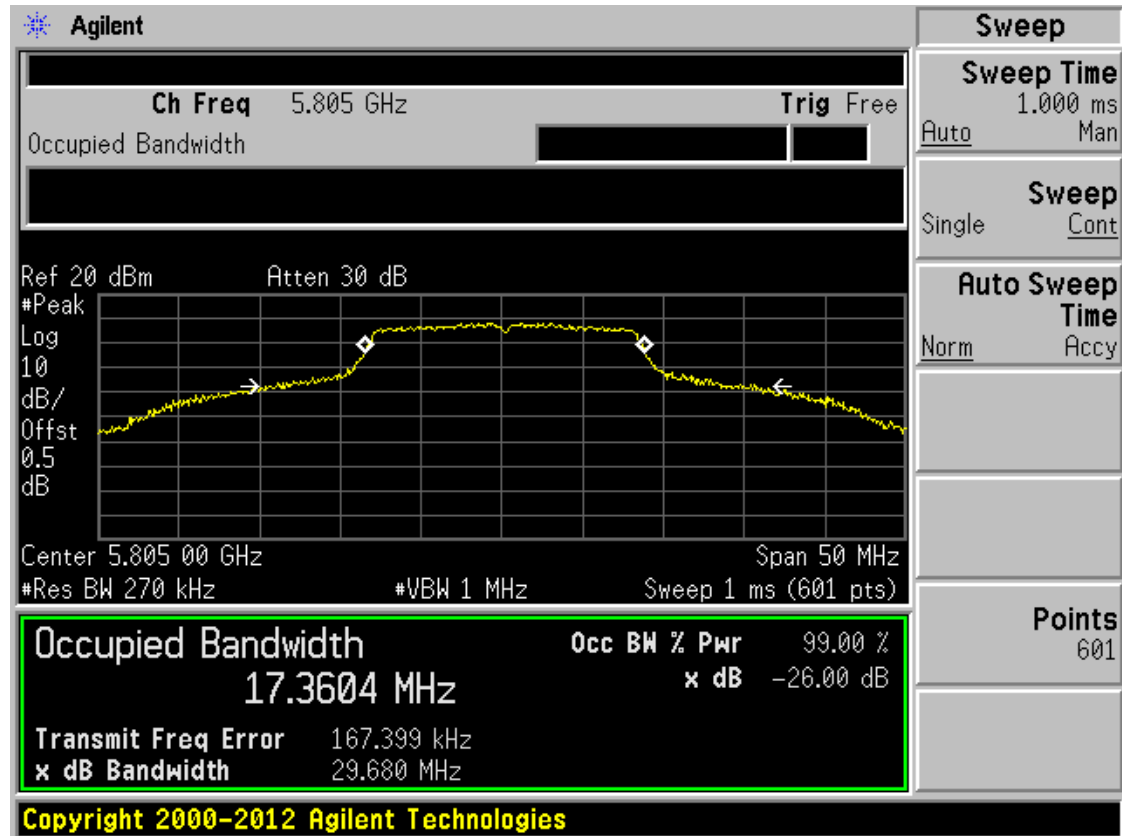 Agilent
Sweep
Ch Freq 5.805 GHz Trig Free
Occupied Bandwidth
Sweep Time
1.000 ms
Auto Man
Sweep
Single Cont
Auto Sweep
Time
Norm Accy
Points
601
Ref 20 dBm Atten 30 dB
#Peak
Log
10
dB/
Offst
0.5
dB
Center 5.805 00 GHz Span 50 MHz
#Res BW 270 kHz #VBW 1 MHz Sweep 1 ms (601 pts)
Occupied Bandwidth
17.3604 MHz
Occ BW % Pwr 99.00 %
x dB -26.00 dB
Transmit Freq Error 167.399 kHz
x dB Bandwidth 29.680 MHz
Copyright 2000-2012 Agilent Technologies